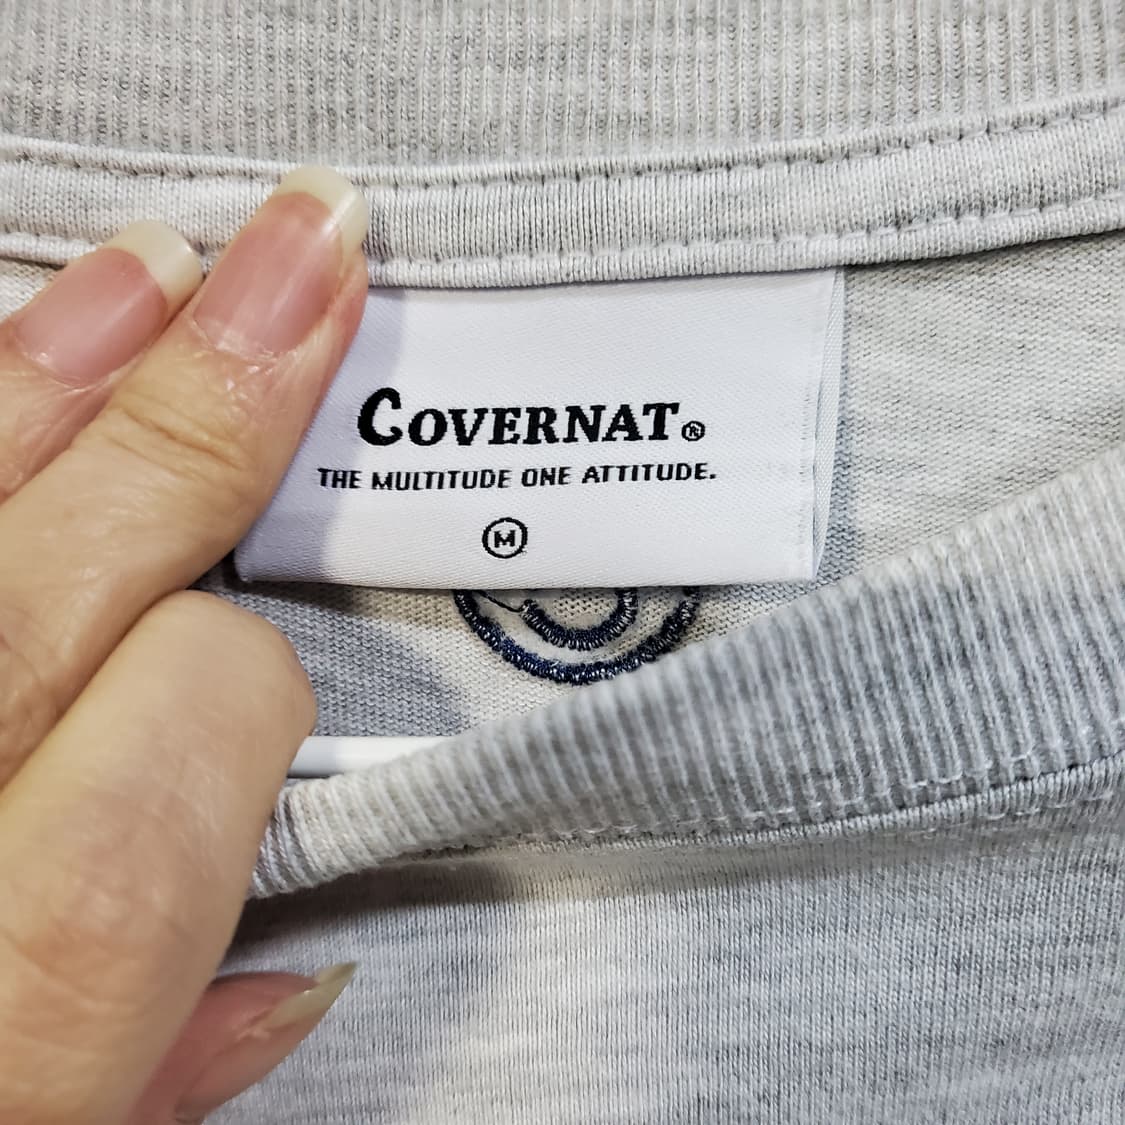 COVERNAT®
THE MULTITUDE ONE ATTITUDE.
M